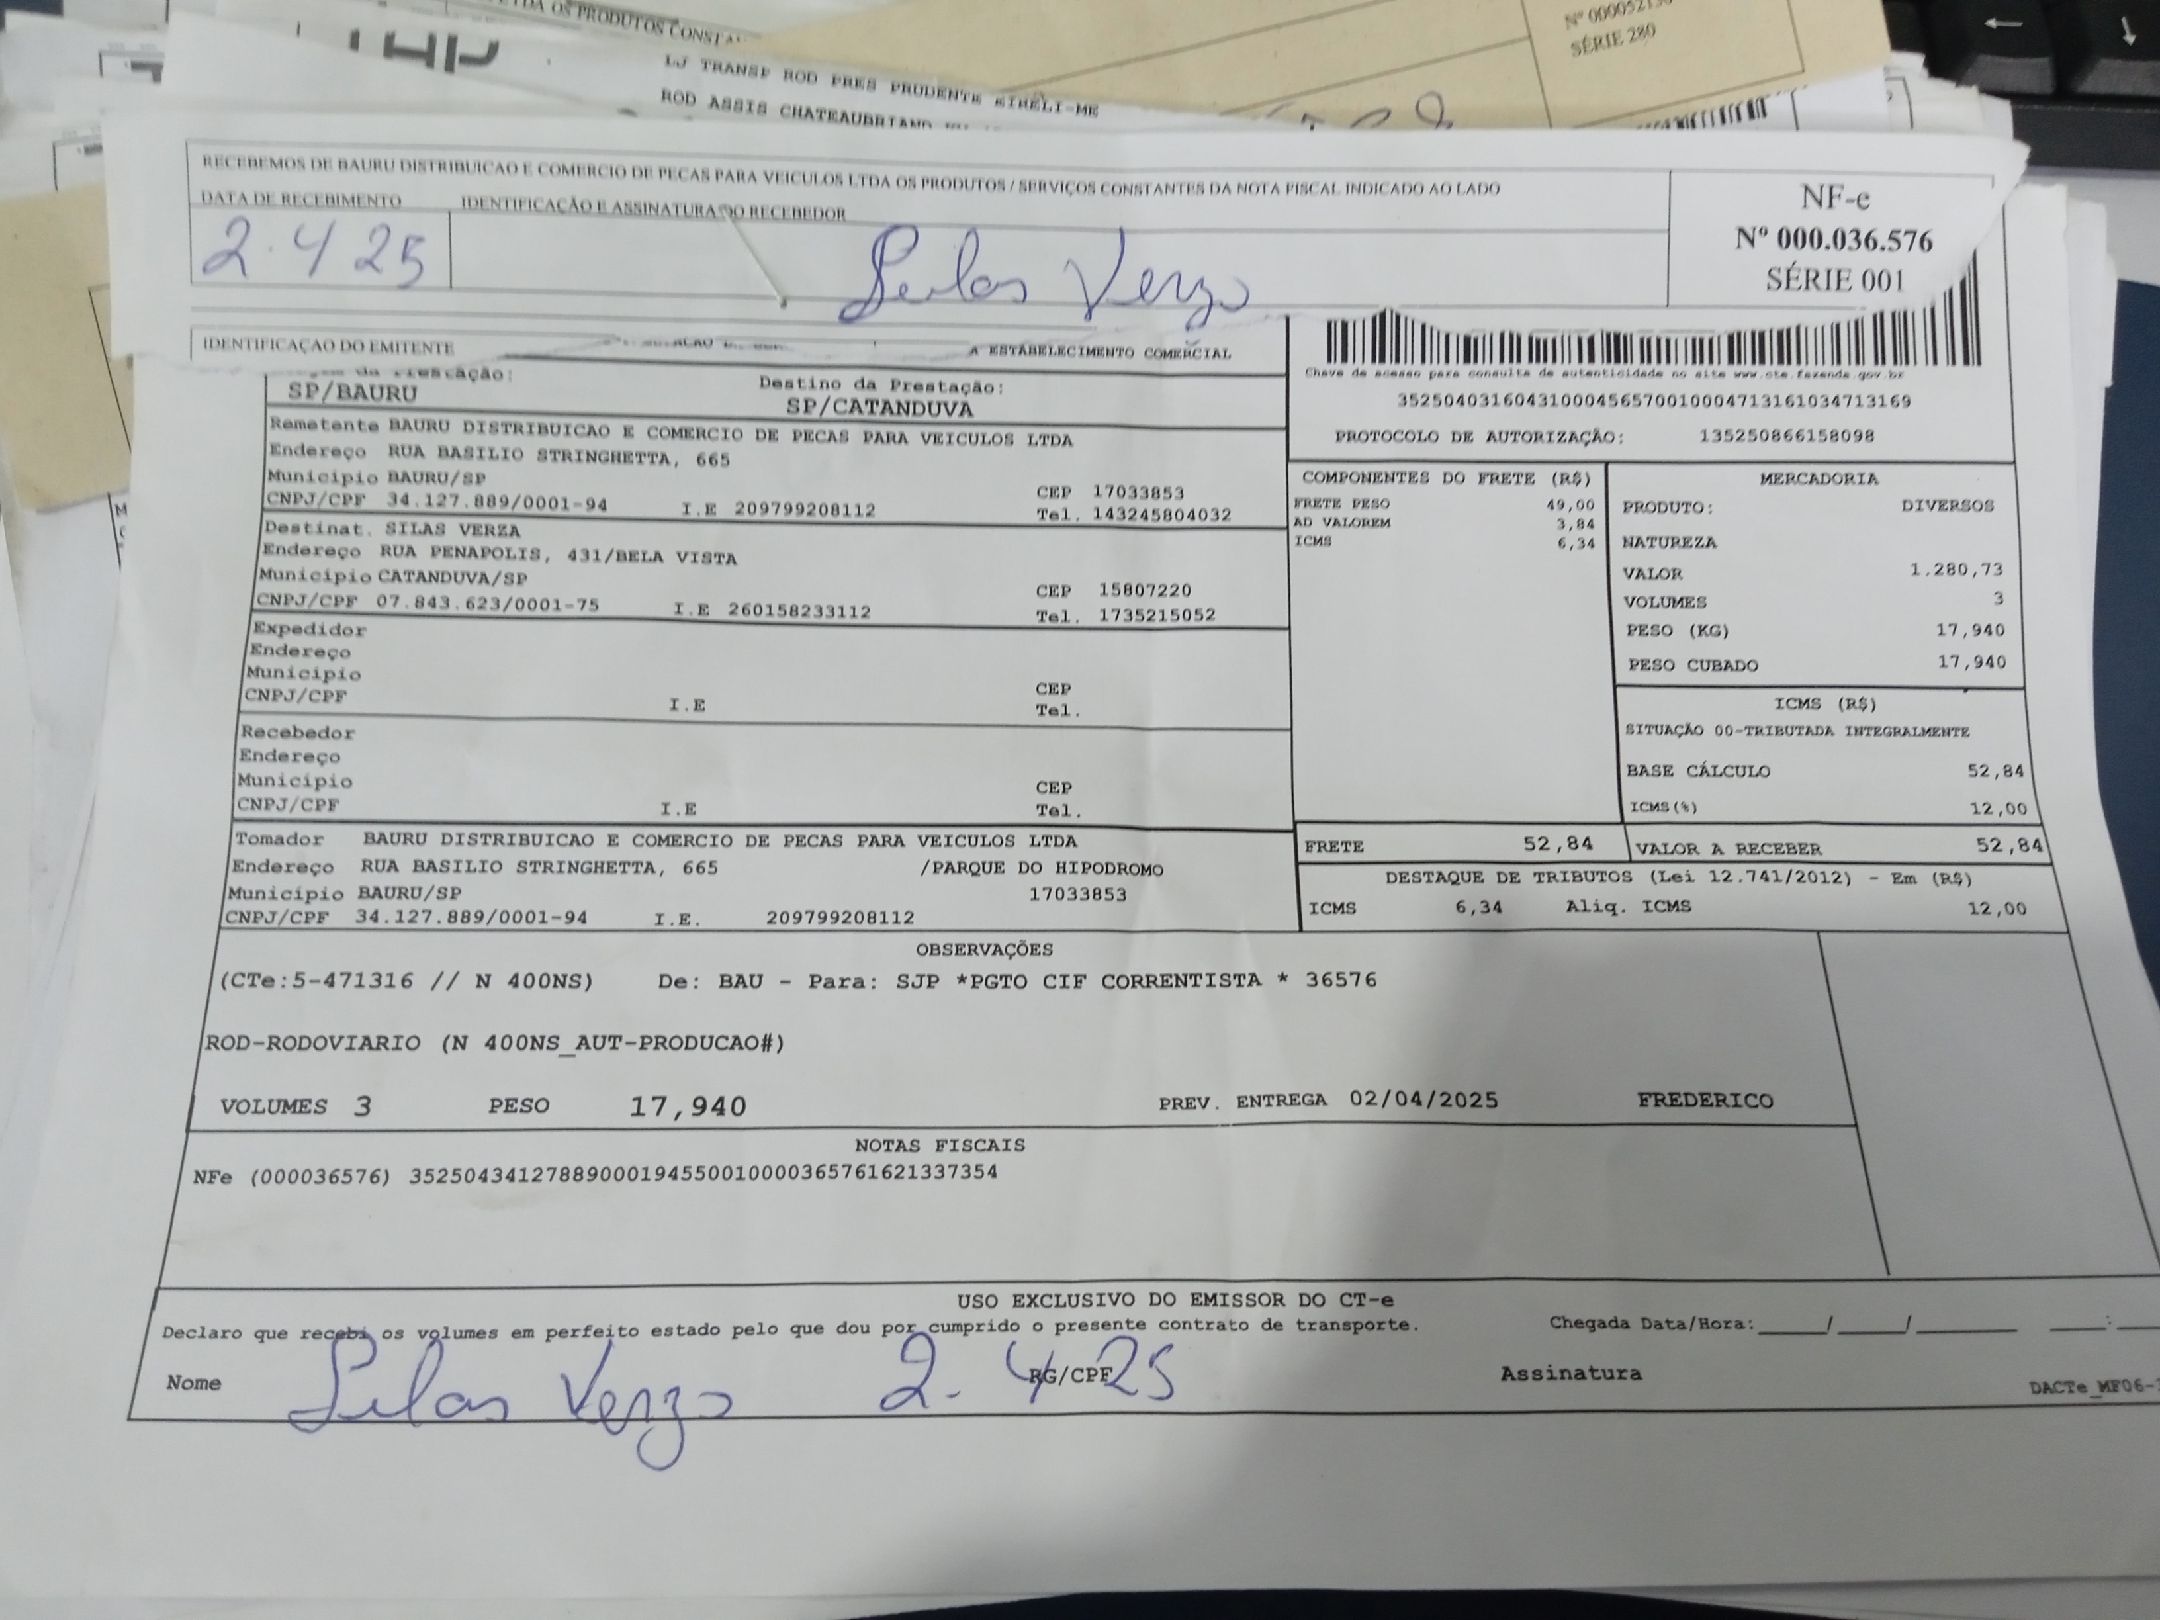 OS PRODUTOS
Nº 00005213
SÉRIE 280
LJ TRANSP ROD PRES PRUDENTE EIRELI-ME
ROD ASSIS CHATEAUBRIAND
RECEBEMOS DE BAURU DISTRIBUICAO E COMERCIO DE PECAS PARA VEICULOS LTDA OS PRODUTOS / SERVIÇOS CONSTANTES DA NOTA FISCAL INDICADO AO LADO
DATA DE RECEBIMENTO IDENTIFICAÇÃO E ASSINATURA DO RECEBEDOR
2.4 25 Silas Verza
NF-e
Nº 000.036.576
SÉRIE 001
IDENTIFICAÇÃO DO EMITENTE
A ESTABELECIMENTO COMERCIAL
Chave de acesso para consulta de autenticidade no site www.cte.fazenda.gov.br
35250403160431000456570010004713161034713169
PROTOCOLO DE AUTORIZAÇÃO: 135250866158098
da Prestação: Destino da Prestação:
SP/BAURU SP/CATANDUVA
Remetente BAURU DISTRIBUICAO E COMERCIO DE PECAS PARA VEICULOS LTDA
Endereço RUA BASILIO STRINGHETTA, 665
Município BAURU/SP CEP 17033853
CNPJ/CPF 34.127.889/0001-94 I.E 209799208112 Tel. 143245804032
Destinat. SILAS VERZA
Endereço RUA PENAPOLIS, 431/BELA VISTA
Município CATANDUVA/SP CEP 15807220
CNPJ/CPF 07.843.623/0001-75 I.E 260158233112 Tel. 1735215052
Expedidor
Endereço
Município CEP
CNPJ/CPF I.E Tel.
Recebedor
Endereço
Município CEP
CNPJ/CPF I.E Tel.
Tomador BAURU DISTRIBUICAO E COMERCIO DE PECAS PARA VEICULOS LTDA
Endereço RUA BASILIO STRINGHETTA, 665 /PARQUE DO HIPODROMO
Município BAURU/SP 17033853
CNPJ/CPF 34.127.889/0001-94 I.E. 209799208112
COMPONENTES DO FRETE (R$)
FRETE PESO 49,00
AD VALOREM 3,84
ICMS 6,34
MERCADORIA
PRODUTO: DIVERSOS
NATUREZA
VALOR 1.280,73
VOLUMES 3
PESO (KG) 17,940
PESO CUBADO 17,940
ICMS (R$)
SITUAÇÃO 00-TRIBUTADA INTEGRALMENTE
BASE CÁLCULO 52,84
ICMS(%) 12,00
FRETE 52,84 VALOR A RECEBER 52,84
DESTAQUE DE TRIBUTOS (Lei 12.741/2012) - Em (R$)
ICMS 6,34 Aliq. ICMS 12,00
OBSERVAÇÕES
(CTe:5-471316 // N 400NS) De: BAU - Para: SJP *PGTO CIF CORRENTISTA * 36576
ROD-RODOVIARIO (N 400NS_AUT-PRODUCAO#)
VOLUMES 3 PESO 17,940 PREV. ENTREGA 02/04/2025 FREDERICO
NOTAS FISCAIS
NFe (000036576) 35250434127889000194550010000365761621337354
USO EXCLUSIVO DO EMISSOR DO CT-e
Declaro que recebi os volumes em perfeito estado pelo que dou por cumprido o presente contrato de transporte. Chegada Data/Hora:____/____/______ ___:
Nome Silas Verza 2.4 25 RG/CPF Assinatura
DACTe_MF06-